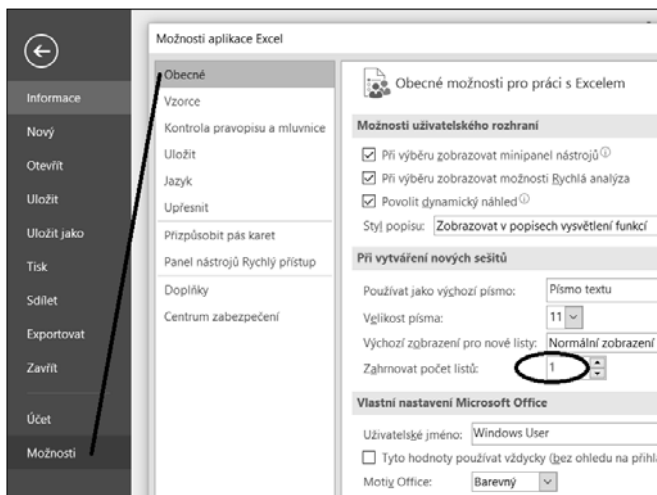 Informace
Nový
Otevřít
Uložit
Uložit jako
Tisk
Sdílet
Exportovat
Zavřít
Účet
Možnosti
Možnosti aplikace Excel
Obecné
Vzorce
Kontrola pravopisu a mluvnice
Uložit
Jazyk
Upřesnit
Přizpůsobit pás karet
Panel nástrojů Rychlý přístup
Doplňky
Centrum zabezpečení
Obecné možnosti pro práci s Excelem
Možnosti uživatelského rozhraní
Při výběru zobrazovat minipanel nástrojů
Při výběru zobrazovat možnosti Rychlá analýza
Povolit dynamický náhled
Styl popisu: Zobrazovat v popisech vysvětlení funkcí
Při vytváření nových sešitů
Používat jako výchozí písmo: Písmo textu
Velikost písma: 11
Výchozí zobrazení pro nové listy: Normální zobrazení
Zahrnovat počet listů: 1
Vlastní nastavení Microsoft Office
Uživatelské jméno: Windows User
Tyto hodnoty používat vždycky (bez ohledu na
Motiv Office: Barevný